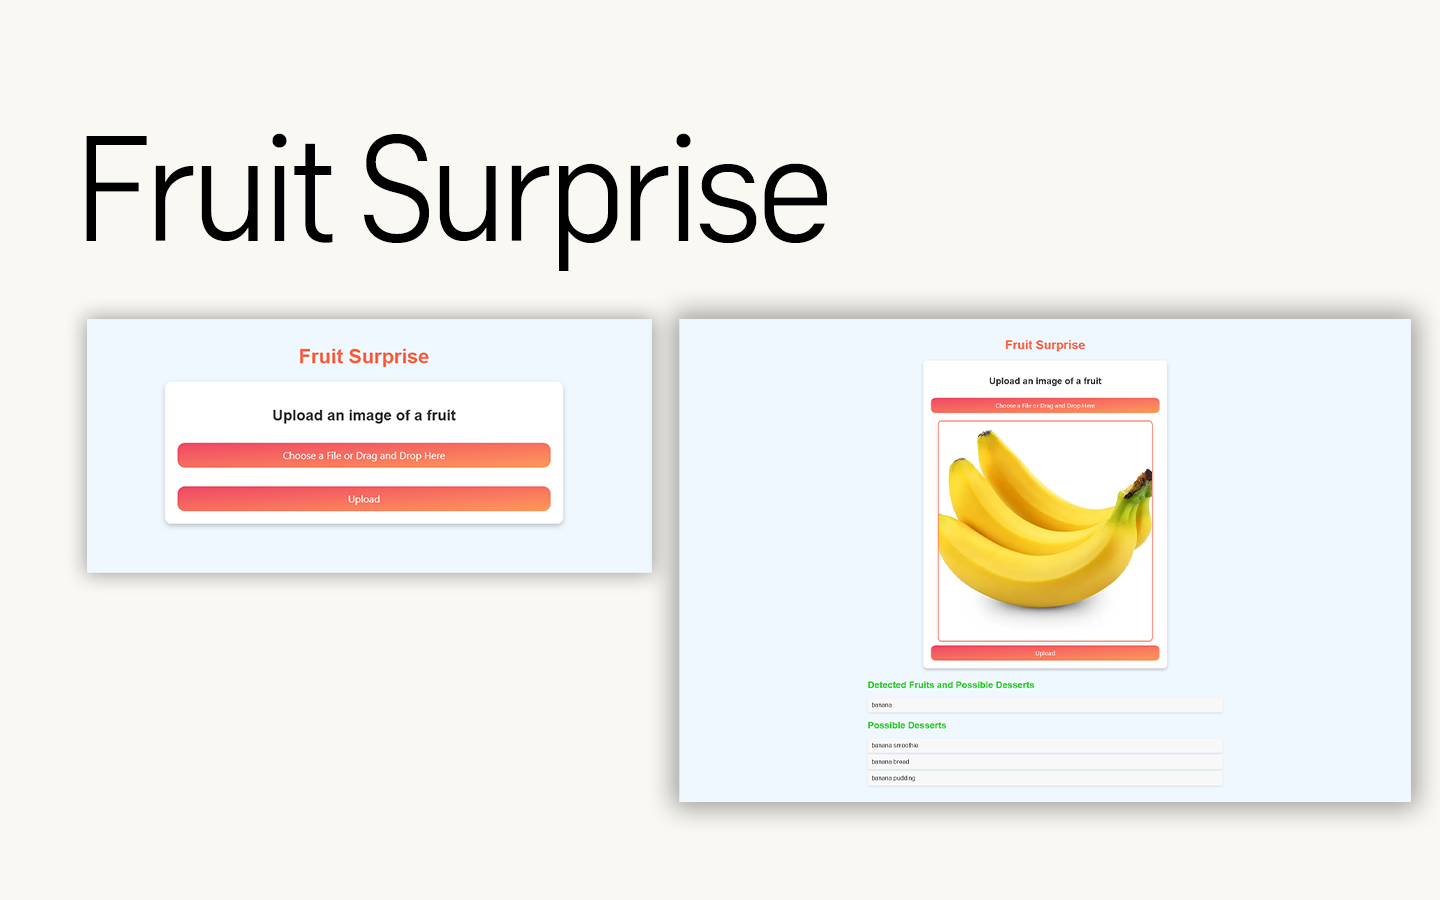 Fruit Surprise
Fruit Surprise
Upload an image of a fruit
Choose a File or Drag and Drop Here
Upload
Fruit Surprise
Upload an image of a fruit
Choose a File or Drag and Drop Here
Upload
Detected Fruits and Possible Desserts
banana
Possible Desserts
banana smoothie
banana bread
banana pudding